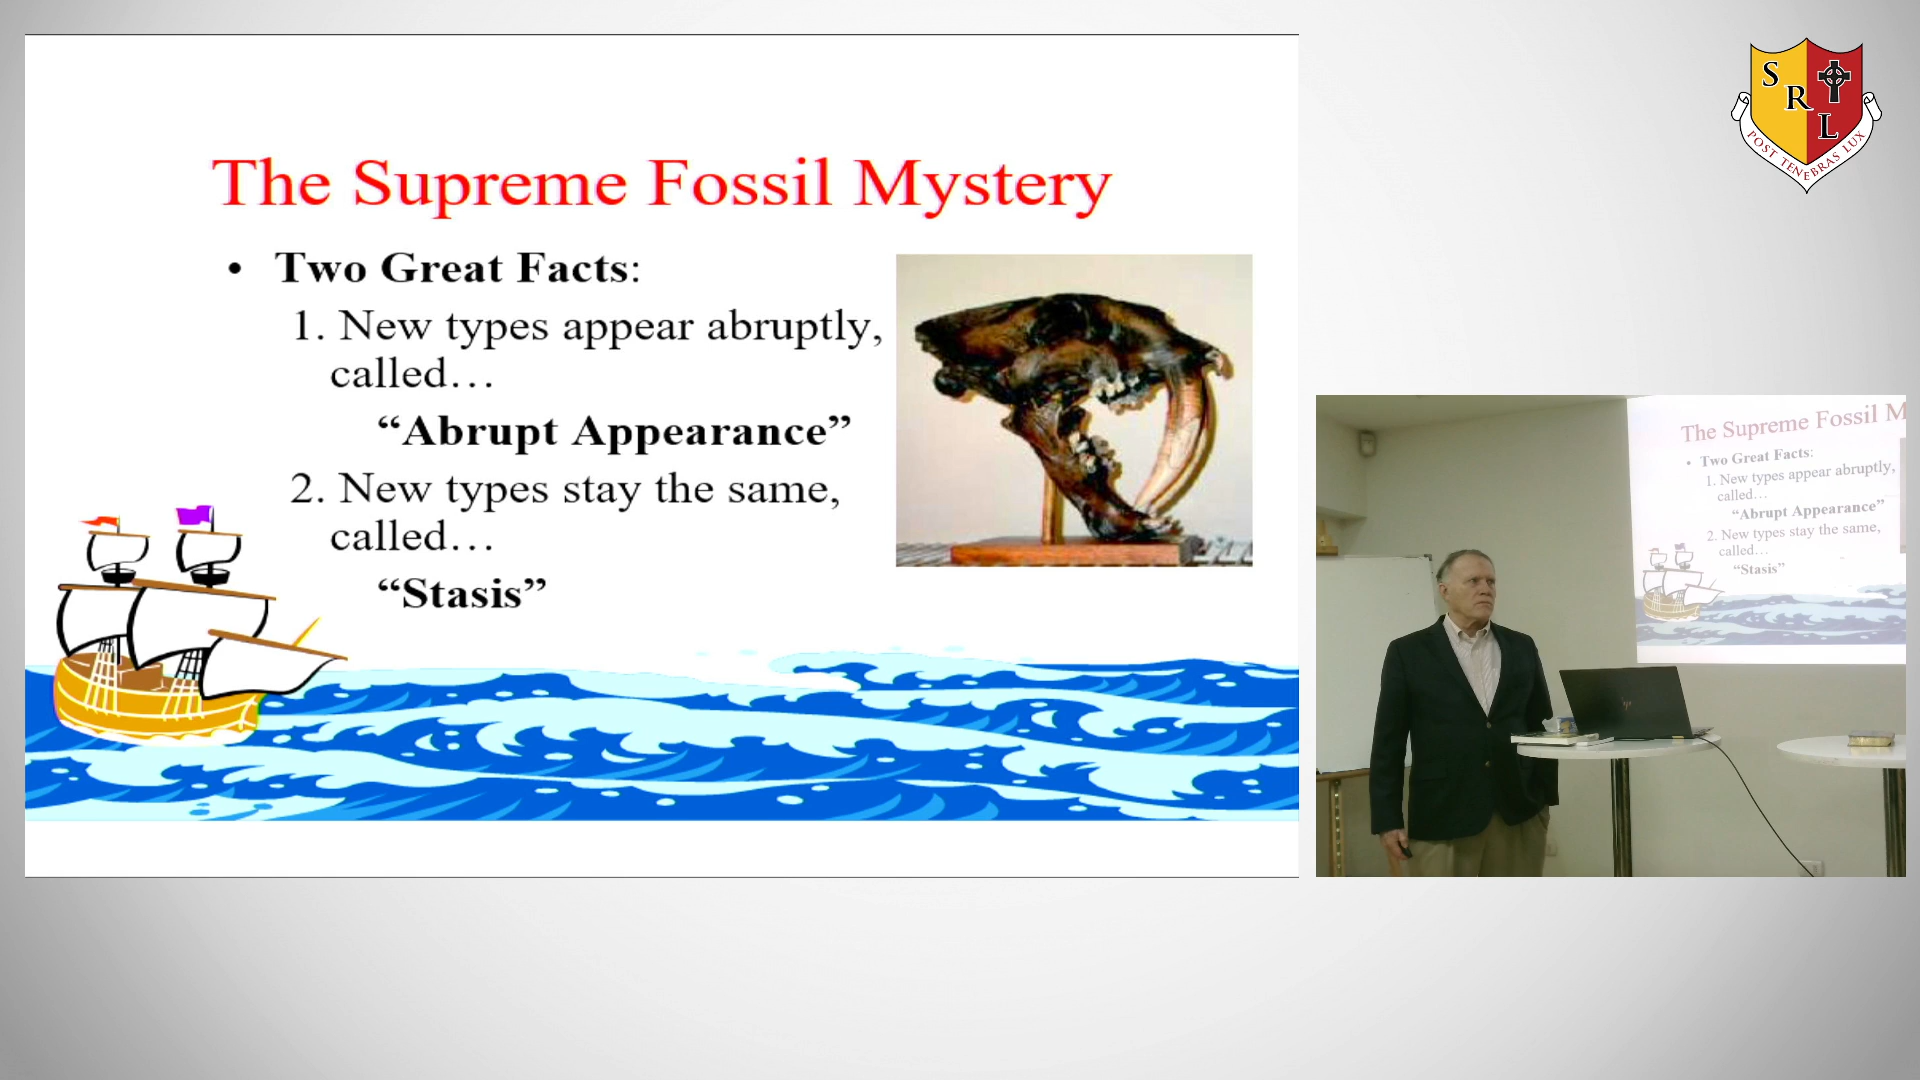 The Supreme Fossil Mystery
• Two Great Facts:
1. New types appear abruptly,
called…
“Abrupt Appearance”
2. New types stay the same,
called…
“Stasis”
S
R
L
POST TENEBRAS LUX
The Supreme Fossil M
• Two Great Facts:
1. New types appear abruptly,
called…
“Abrupt Appearance”
2. New types stay the same,
called…
“Stasis”
hp